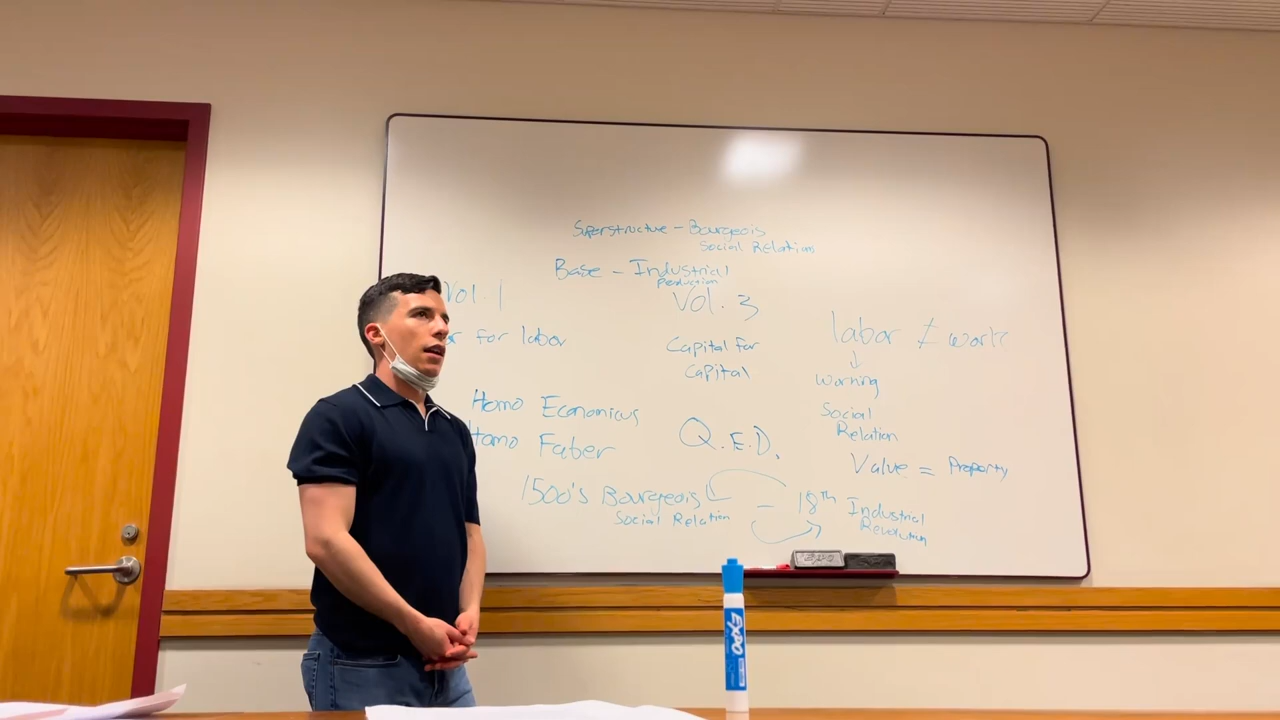 Superstructure - Bourgeois
Social Relation
Base - Industrial
Production
Vol. 1
Vol. 3
for labor
Capital for
Capital
labor ≠ work
↓
Working
Social
Relation
Homo Economicus
Homo Faber
Q.E.D.
Value = Property
1500's Bourgeois - 18th Industrial
Social Relation
Revolution
EXPO
EXPO